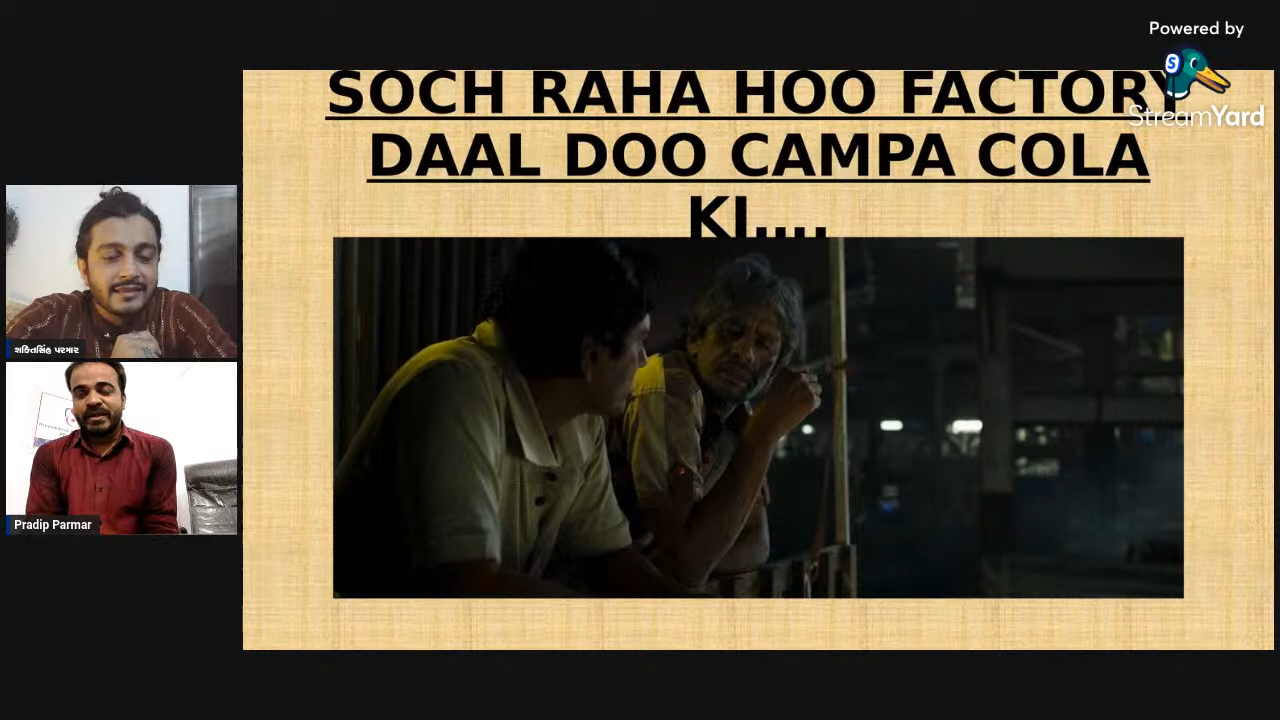 Powered by
StreamYard
SOCH RAHA HOO FACTORY
DAAL DOO CAMPA COLA
KI....
શક્તિસિંહ પરમાર
Pradip Parmar